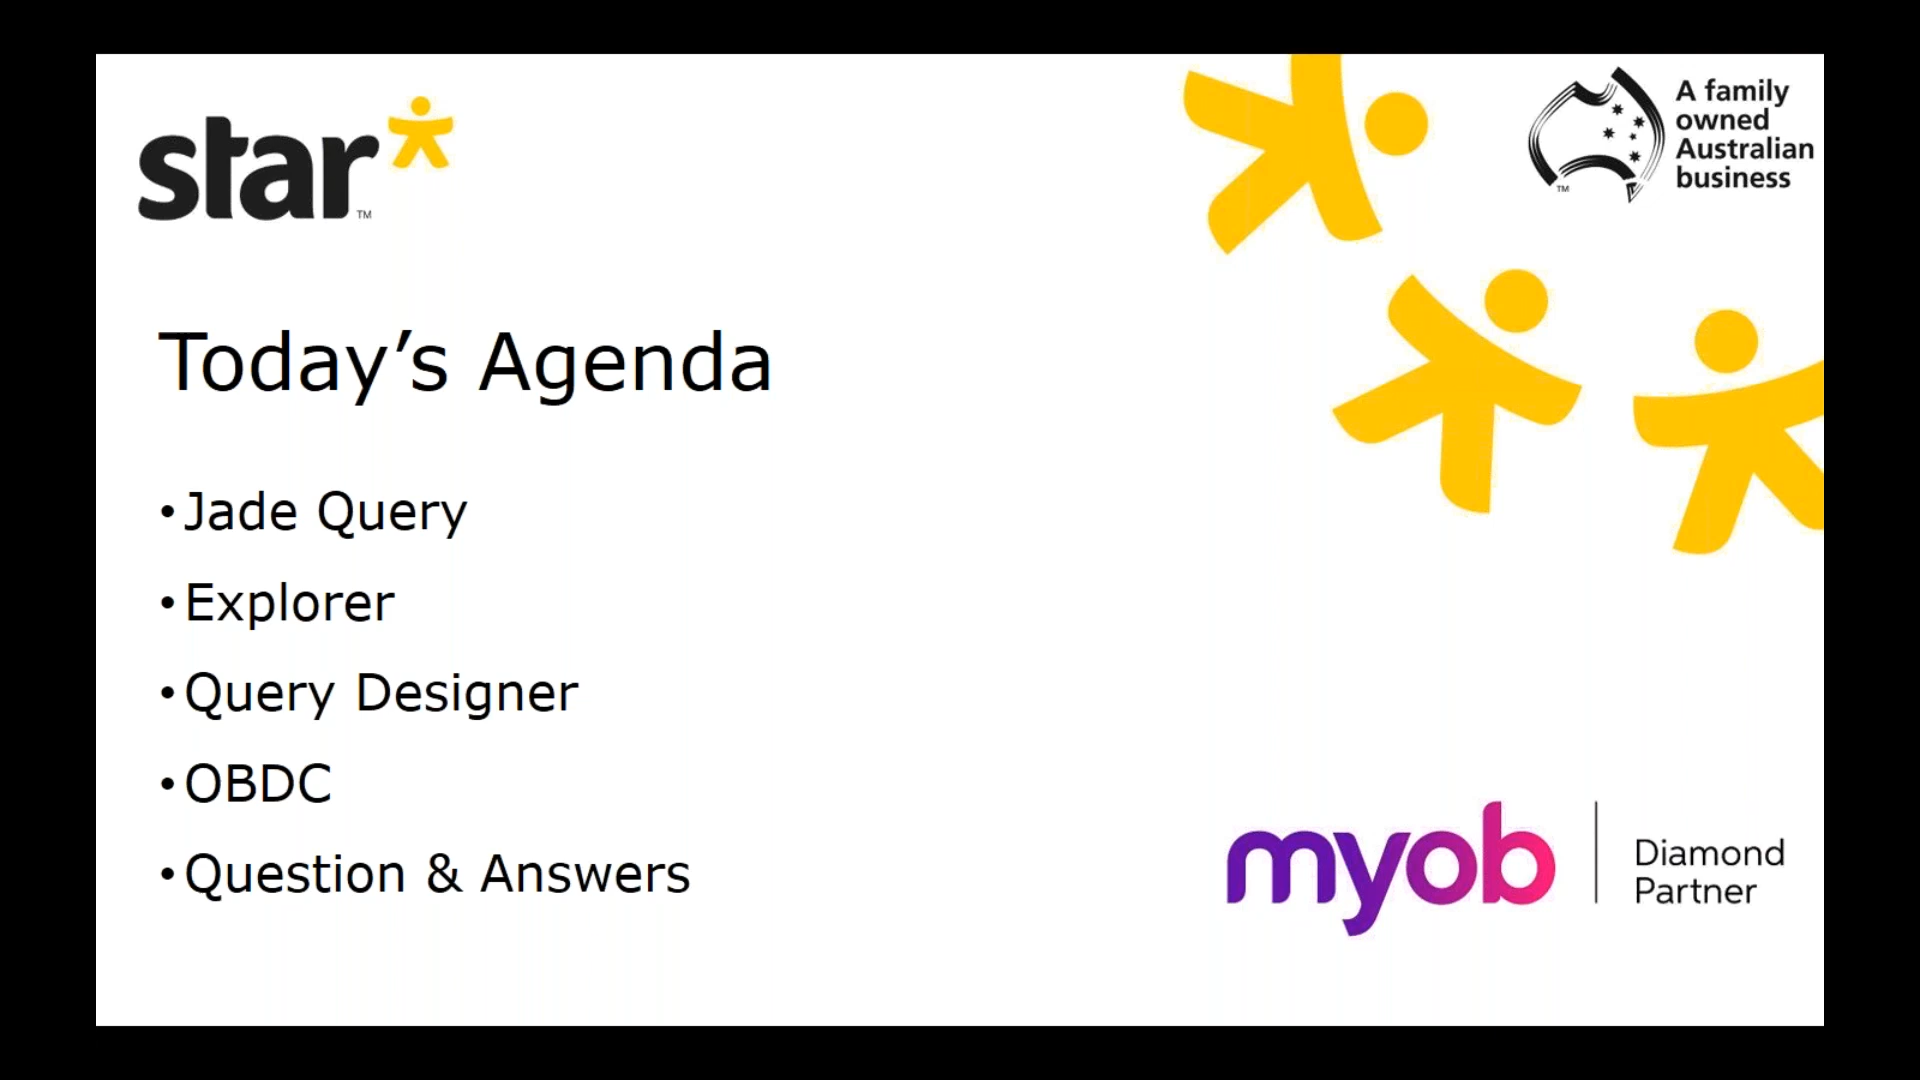 star
TM
A family
owned
Australian
business
TM
Today’s Agenda
•Jade Query
•Explorer
•Query Designer
•OBDC
•Question & Answers
myob
Diamond
Partner